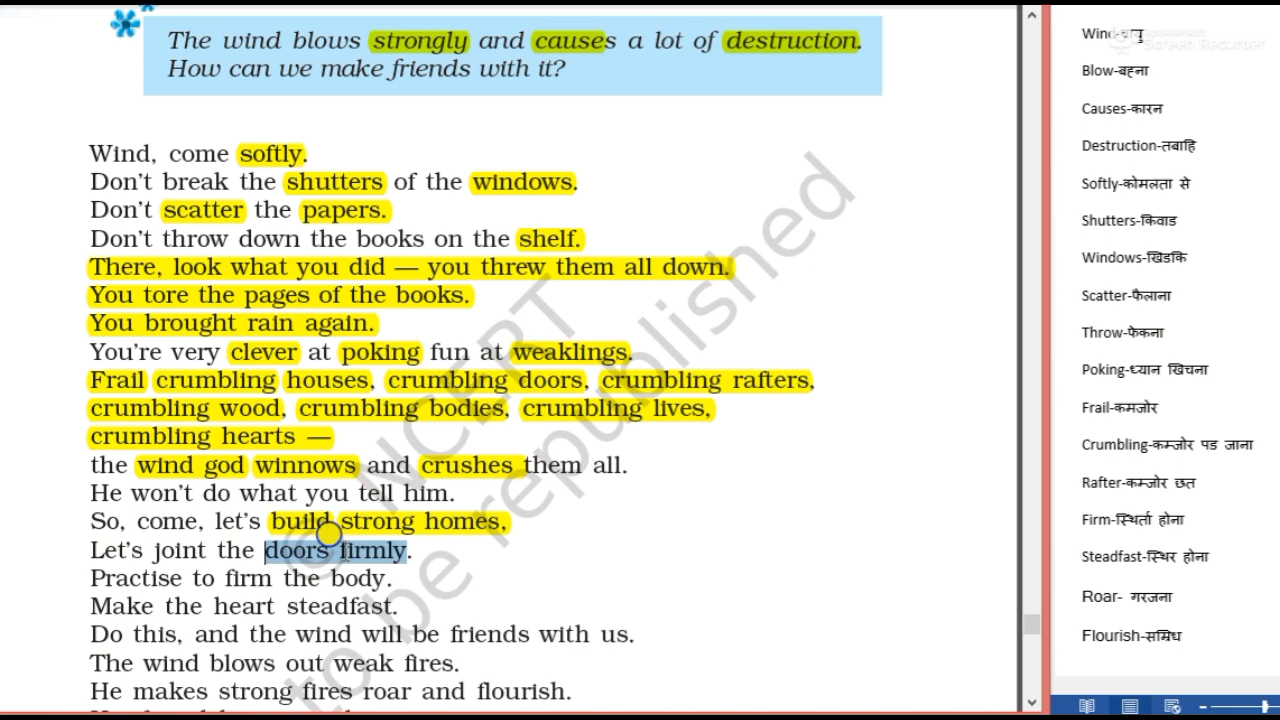 The wind blows strongly and causes a lot of destruction.
How can we make friends with it?
Wind, come softly.
Don't break the shutters of the windows.
Don't scatter the papers.
Don't throw down the books on the shelf.
There, look what you did — you threw them all down.
You tore the pages of the books.
You brought rain again.
You're very clever at poking fun at weaklings.
Frail crumbling houses, crumbling doors, crumbling rafters,
crumbling wood, crumbling bodies, crumbling lives,
crumbling hearts —
the wind god winnows and crushes them all.
He won't do what you tell him.
So, come, let's build strong homes,
Let's joint the doors firmly.
Practise to firm the body.
Make the heart steadfast.
Do this, and the wind will be friends with us.
The wind blows out weak fires.
He makes strong fires roar and flourish.
© NCERT
to be republished
Wind-वायु
Screen Recorder
Blow-बह्ना
Causes-कारन
Destruction-तबाहि
Softly-कोमलता से
Shutters-किवाड
Windows-खिडकि
Scatter-फैलाना
Throw-फेकना
Poking-ध्यान खिचना
Frail-कमजोर
Crumbling-कम्जोर पड जाना
Rafter-कम्जोर छत
Firm-स्थिर्ता होना
Steadfast-स्थिर होना
Roar- गरजना
Flourish-सम्रिध